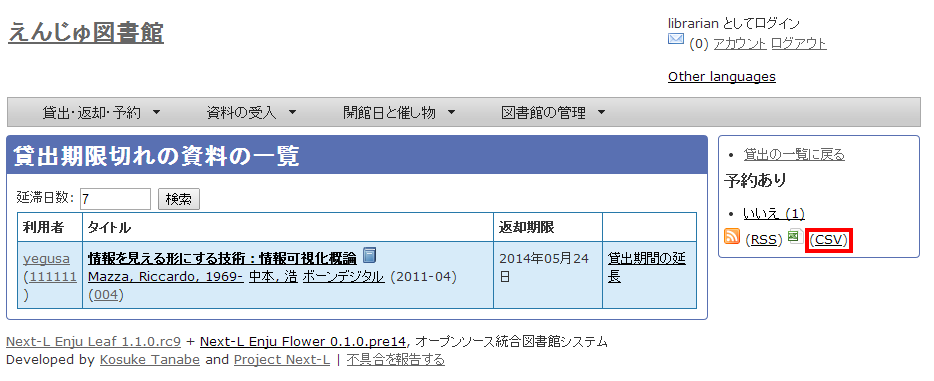 えんじゅ図書館
librarian としてログイン
(0) アカウント ログアウト
Other languages
貸出・返却・予約 資料の受入 開館日と催し物 図書館の管理
貸出期限切れの資料の一覧
延滞日数: 7 検索
利用者 タイトル 返却期限
yegusa
(111111
)
情報を見える形にする技術：情報可視化概論
Mazza, Riccardo, 1969- 中本, 浩 ボーンデジタル (2011-04)
(004)
2014年05月24
日
貸出期間の延
長
貸出の一覧に戻る
予約あり
いいえ (1)
(RSS) (CSV)
Next-L Enju Leaf 1.1.0.rc9 + Next-L Enju Flower 0.1.0.pre14, オープンソース統合図書館システム
Developed by Kosuke Tanabe and Project Next-L | 不具合を報告する